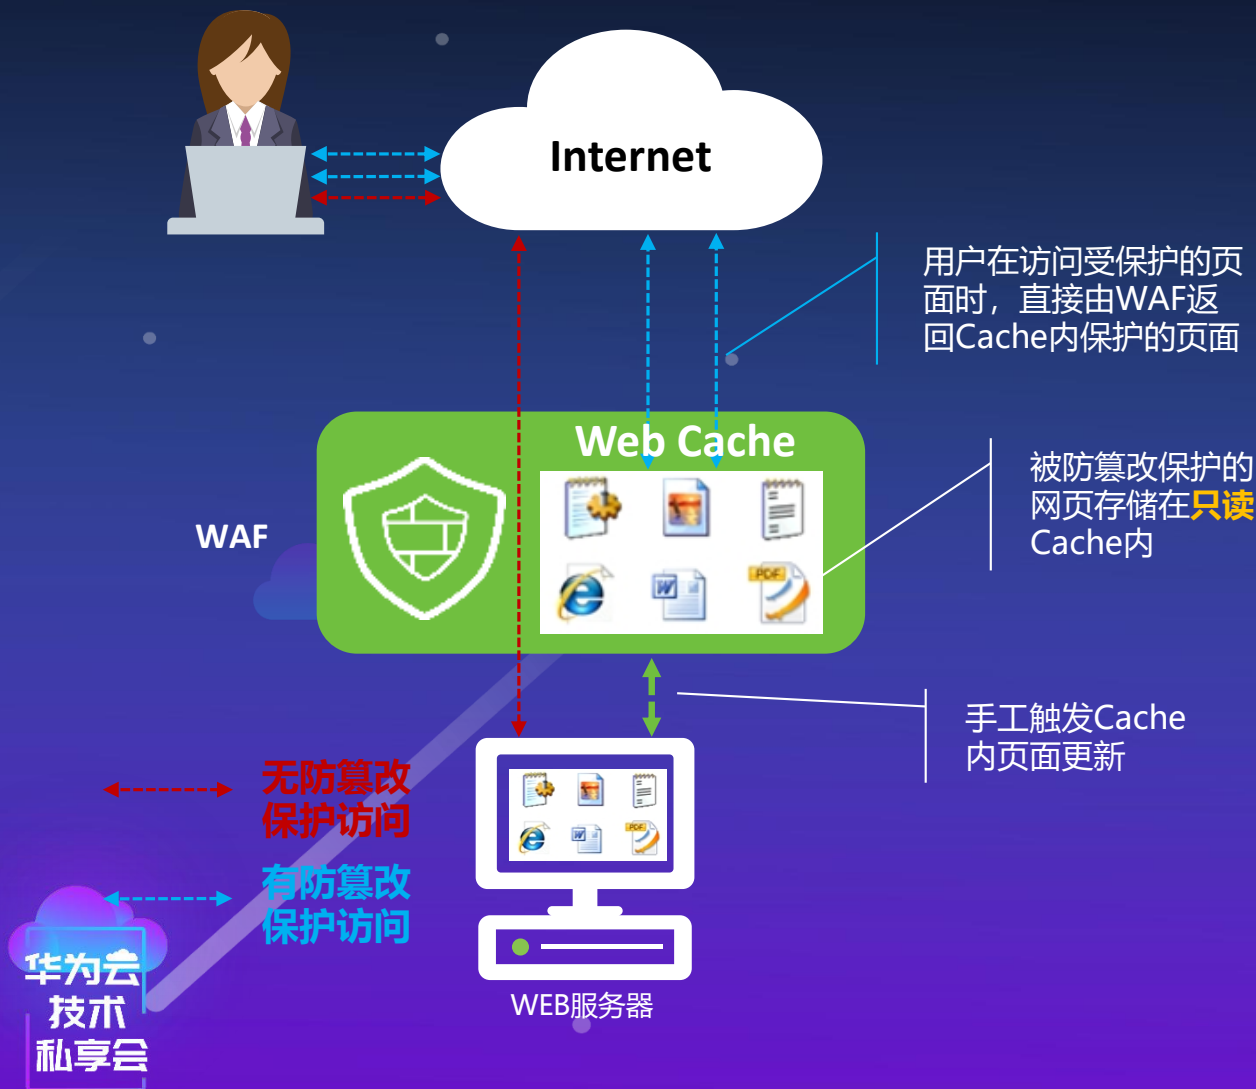 Internet
用户在访问受保护的页
面时，直接由WAF返
回Cache内保护的页面
Web Cache
WAF
被防篡改保护的
网页存储在只读
Cache内
PDF
W
手工触发Cache
内页面更新
无防篡改
保护访问
有防篡改
保护访问
PDF
W
WEB服务器
华为云
技术
私享会